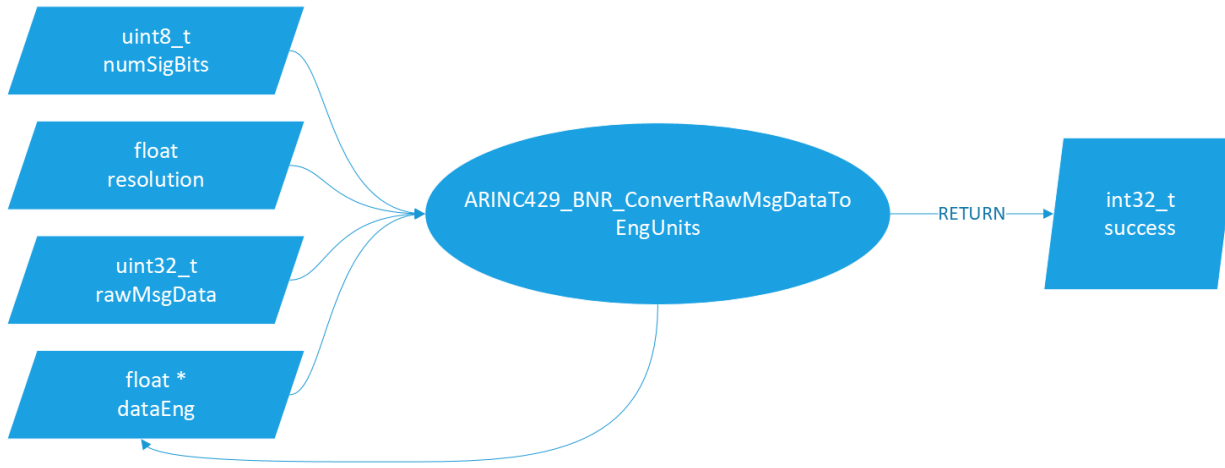 uint8_t
numSigBits
float
resolution
uint32_t
rawMsgData
float *
dataEng
ARINC429_BNR_ConvertRawMsgDataTo
EngUnits
RETURN
int32_t
success